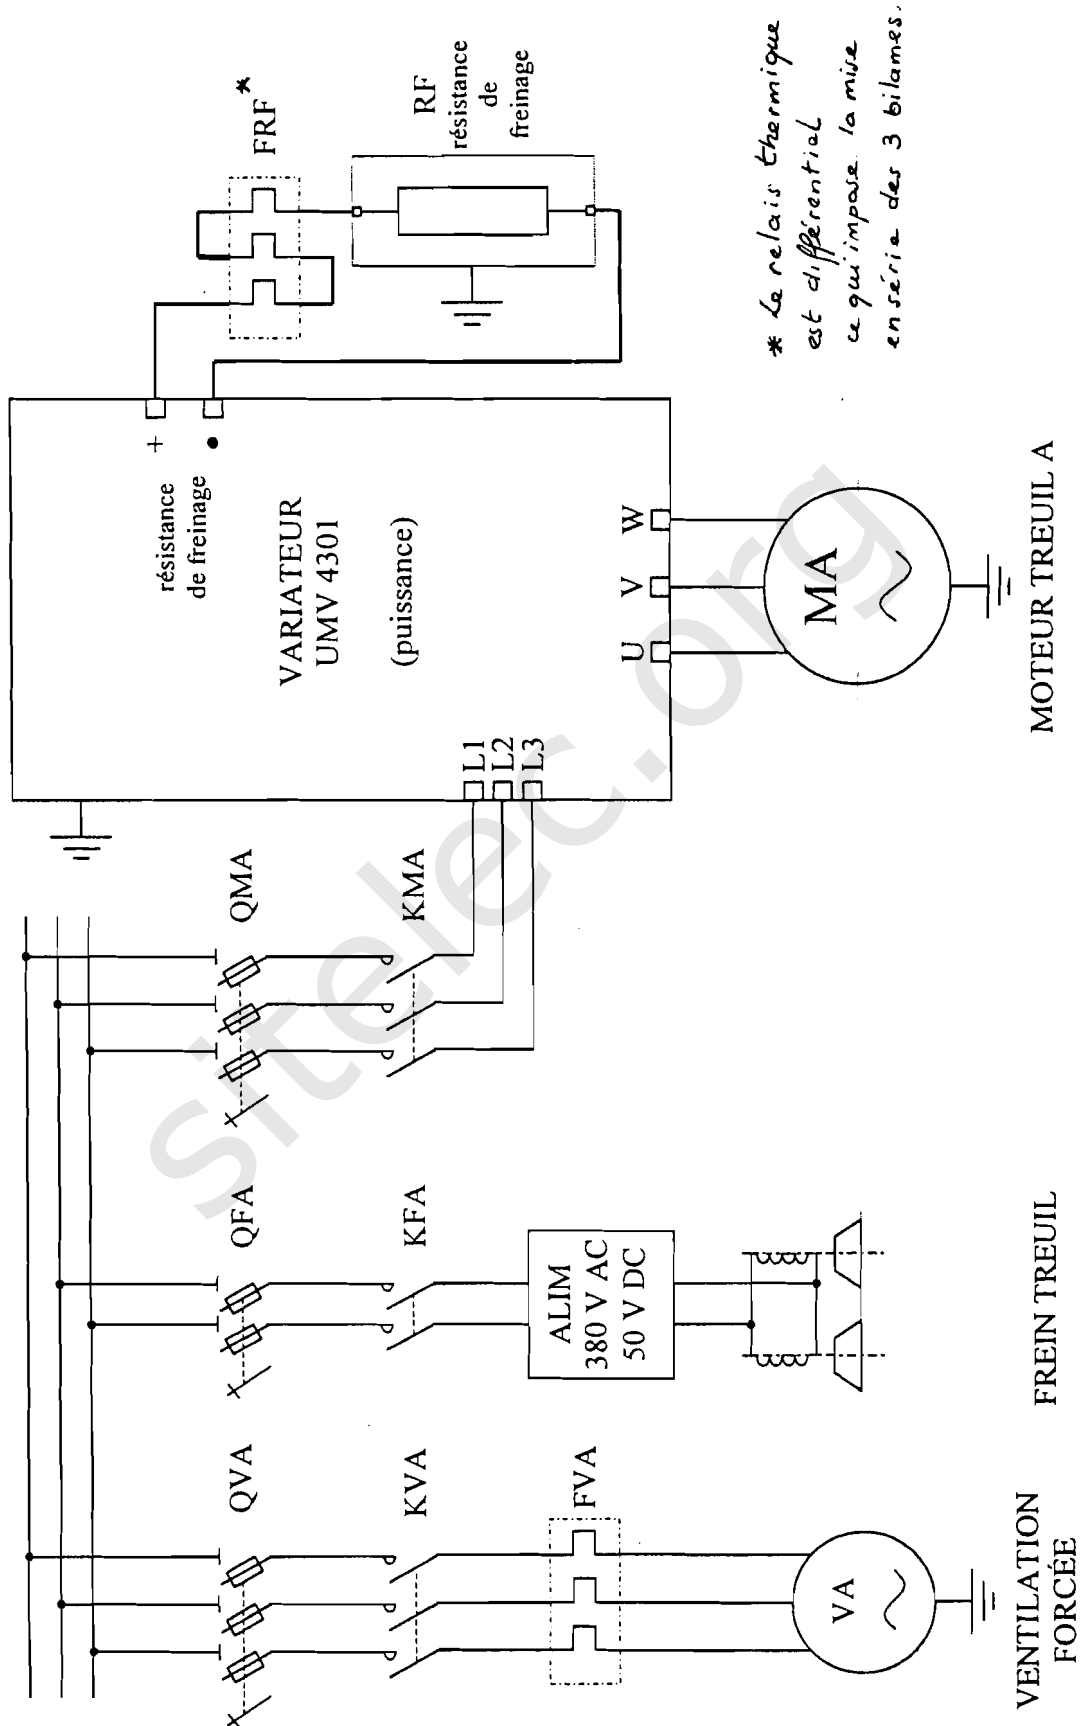 QVA
KVA
FVA
VA
VENTILATION
FORCÉE
QFA
KFA
ALIM
380 V AC
50 V DC
FREIN TREUIL
QMA
KMA
L1
L2
L3
VARIATEUR
UMV 4301
(puissance)
résistance
de freinage
+
U
V
W
MA
MOTEUR TREUIL A
FRF *
RF
résistance
de
freinage
* Le relais thermique
est différentiel
ce qui impose la mise
en série des 3 bilames.
sitelec.org